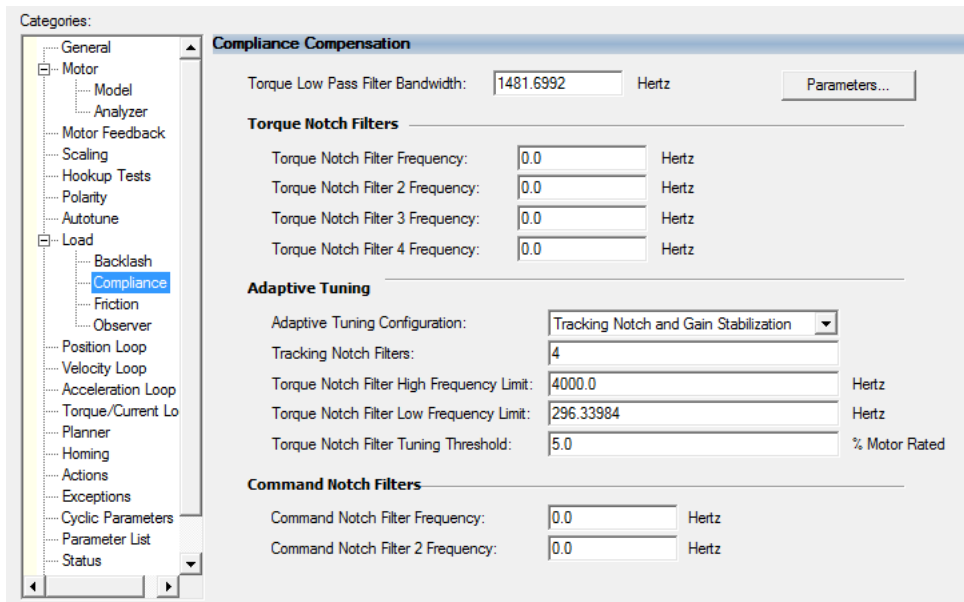 Categories:
General
Motor
Model
Analyzer
Motor Feedback
Scaling
Hookup Tests
Polarity
Autotune
Load
Backlash
Compliance
Friction
Observer
Position Loop
Velocity Loop
Acceleration Loop
Torque/Current Lo
Planner
Homing
Actions
Exceptions
Cyclic Parameters
Parameter List
Status
Compliance Compensation
Torque Low Pass Filter Bandwidth: 1481.6992 Hertz Parameters...
Torque Notch Filters
Torque Notch Filter Frequency: 0.0 Hertz
Torque Notch Filter 2 Frequency: 0.0 Hertz
Torque Notch Filter 3 Frequency: 0.0 Hertz
Torque Notch Filter 4 Frequency: 0.0 Hertz
Adaptive Tuning
Adaptive Tuning Configuration: Tracking Notch and Gain Stabilization
Tracking Notch Filters: 4
Torque Notch Filter High Frequency Limit: 4000.0 Hertz
Torque Notch Filter Low Frequency Limit: 296.33984 Hertz
Torque Notch Filter Tuning Threshold: 5.0 % Motor Rated
Command Notch Filters
Command Notch Filter Frequency: 0.0 Hertz
Command Notch Filter 2 Frequency: 0.0 Hertz